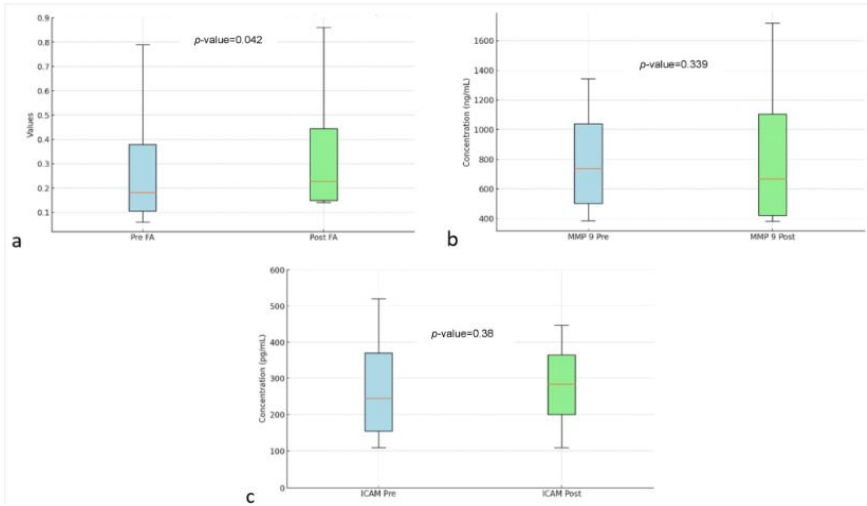 0.9
0.8
0.7
0.6
0.5
0.4
0.3
0.2
0.1
Values
p-value=0.042
Pre FA
Post FA
a
1600
1400
1200
1000
800
600
400
Concentration (ng/mL)
p-value=0.339
MMP 9 Pre
MMP 9 Post
b
600
500
400
300
200
100
0
Concentration (pg/mL)
p-value=0.38
ICAM Pre
ICAM Post
c